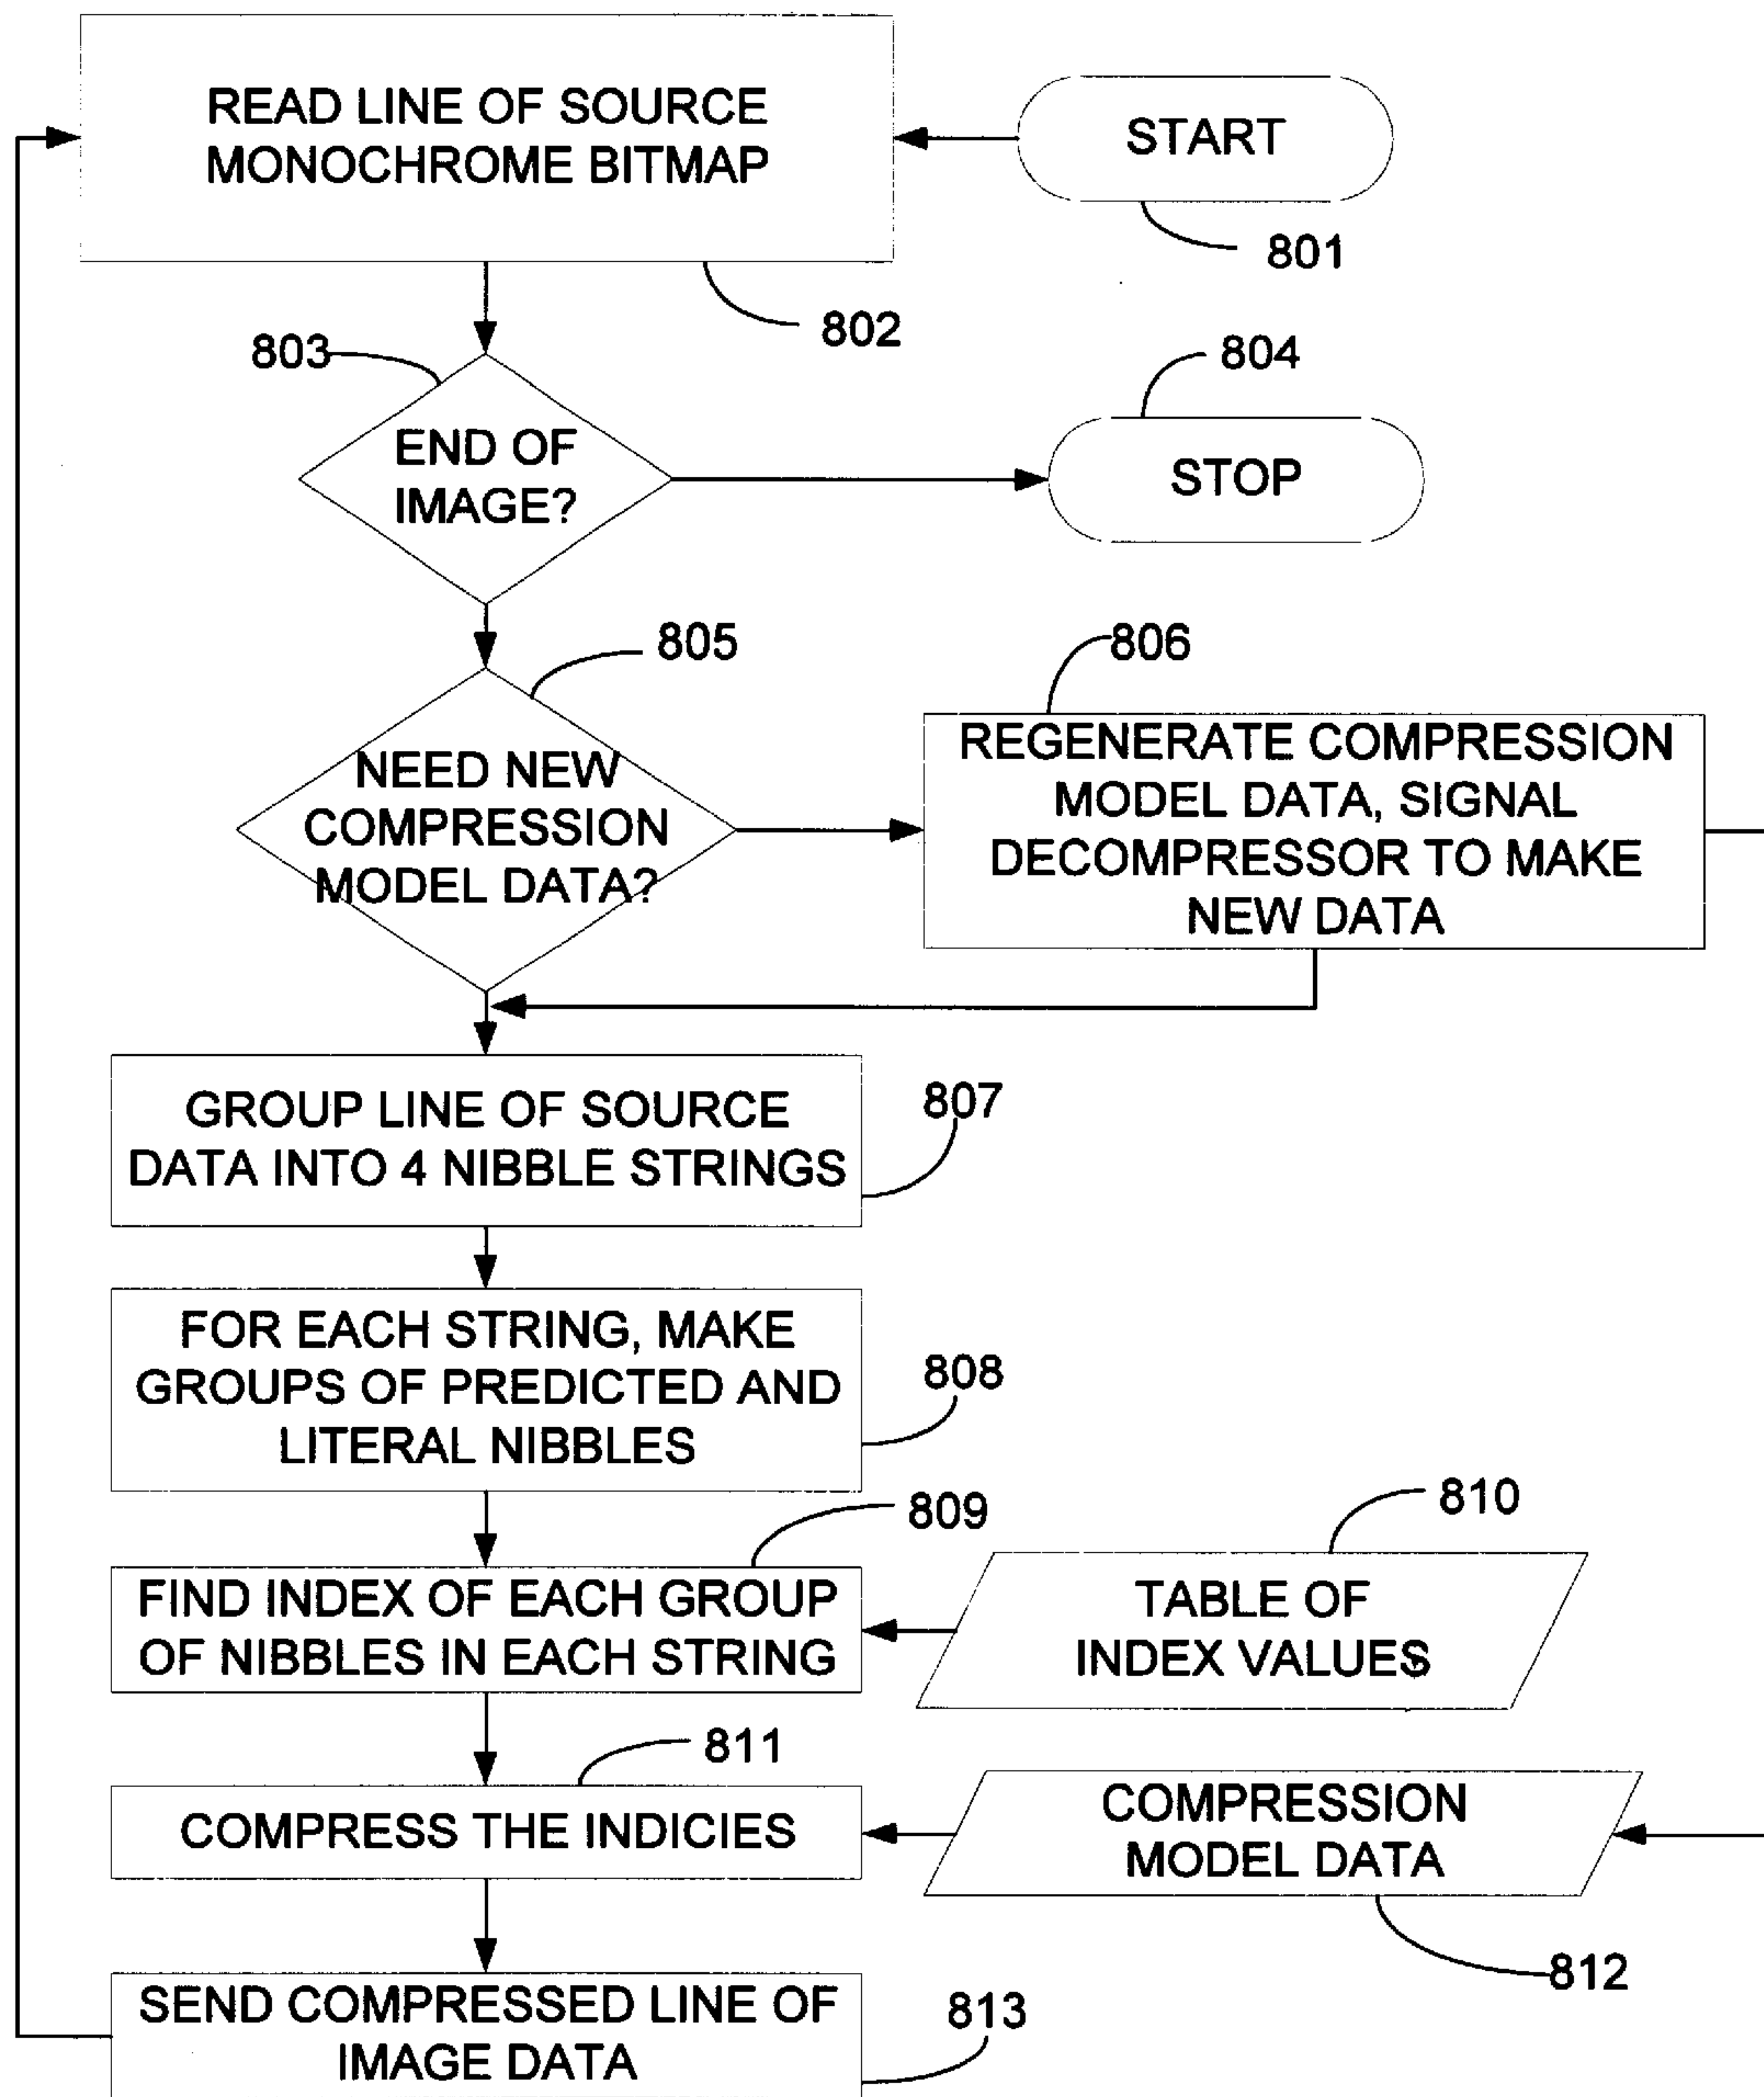 READ LINE OF SOURCE
MONOCHROME BITMAP
START
801
802
803
804
END OF
IMAGE?
STOP
805
806
NEED NEW
COMPRESSION
MODEL DATA?
REGENERATE COMPRESSION
MODEL DATA, SIGNAL
DECOMPRESSOR TO MAKE
NEW DATA
GROUP LINE OF SOURCE
DATA INTO 4 NIBBLE STRINGS
807
FOR EACH STRING, MAKE
GROUPS OF PREDICTED AND
LITERAL NIBBLES
808
809
810
FIND INDEX OF EACH GROUP
OF NIBBLES IN EACH STRING
TABLE OF
INDEX VALUES
811
COMPRESS THE INDICIES
COMPRESSION
MODEL DATA
812
SEND COMPRESSED LINE OF
IMAGE DATA
813